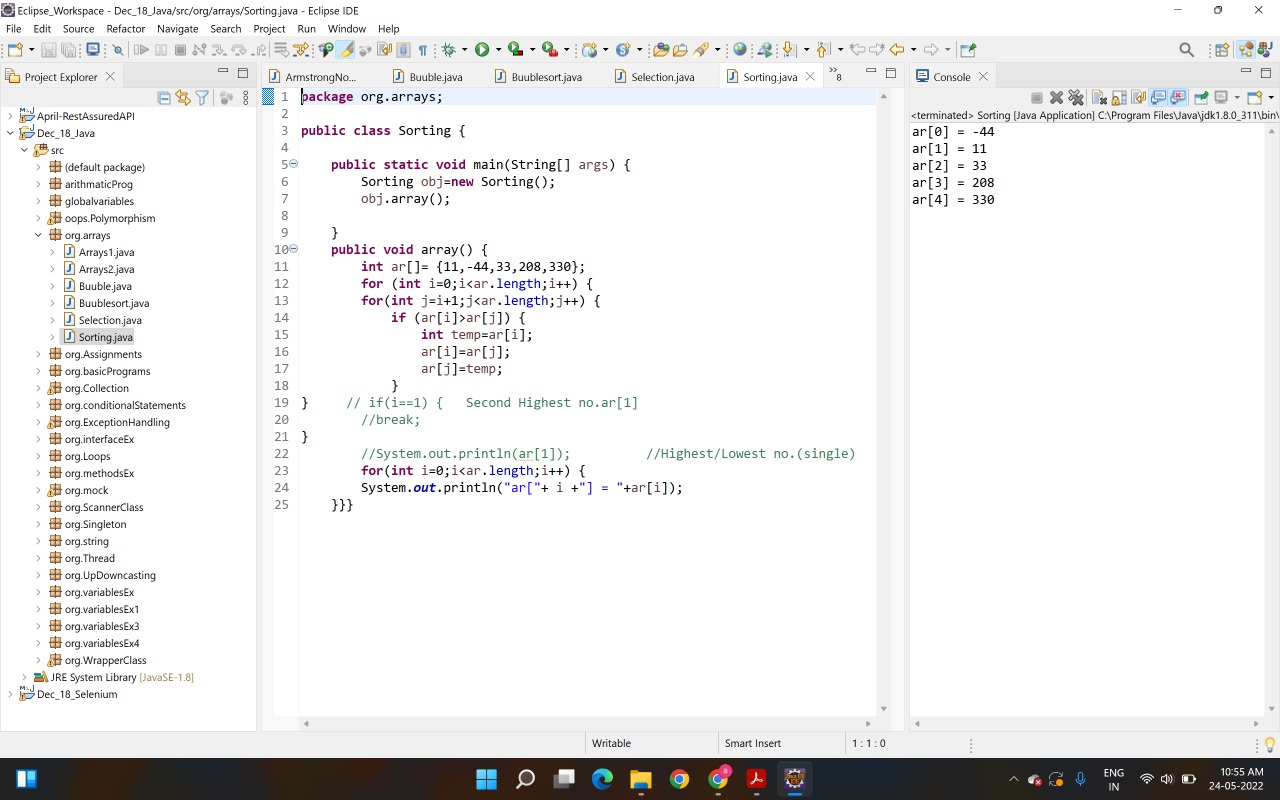 Eclipse_Workspace - Dec_18_Java/src/org/arrays/Sorting.java - Eclipse IDE
File Edit Source Refactor Navigate Search Project Run Window Help
Project Explorer
ArmstrongNo... Buuble.java Buublesort.java Selection.java Sorting.java »8
Console
April-RestAssuredAPI
Dec_18_Java
src
(default package)
arithmaticProg
globalvariables
oops.Polymorphism
org.arrays
Arrays1.java
Arrays2.java
Buuble.java
Buublesort.java
Selection.java
Sorting.java
org.Assignments
org.basicPrograms
org.Collection
org.conditionalStatements
org.ExceptionHandling
org.interfaceEx
org.Loops
org.methodsEx
org.mock
org.ScannerClass
org.Singleton
org.string
org.Thread
org.UpDowncasting
org.variablesEx
org.variablesEx1
org.variablesEx3
org.variablesEx4
org.WrapperClass
JRE System Library [JavaSE-1.8]
Dec_18_Selenium
1 package org.arrays;
2
3 public class Sorting {
4
5 public static void main(String[] args) {
6 Sorting obj=new Sorting();
7 obj.array();
8
9 }
10 public void array() {
11 int ar[]= {11,-44,33,208,330};
12 for (int i=0;i<ar.length;i++) {
13 for(int j=i+1;j<ar.length;j++) {
14 if (ar[i]>ar[j]) {
15 int temp=ar[i];
16 ar[i]=ar[j];
17 ar[j]=temp;
18 }
19 } // if(i==1) { Second Highest no.ar[1]
20 //break;
21 }
22 //System.out.println(ar[1]); //Highest/Lowest no.(single)
23 for(int i=0;i<ar.length;i++) {
24 System.out.println("ar["+ i +"] = "+ar[i]);
25 }}}
<terminated> Sorting [Java Application] C:\Program Files\Java\jdk1.8.0_311\bin\
ar[0] = -44
ar[1] = 11
ar[2] = 33
ar[3] = 208
ar[4] = 330
Writable Smart Insert 1 : 1 : 0
ENG
IN
10:55 AM
24-05-2022